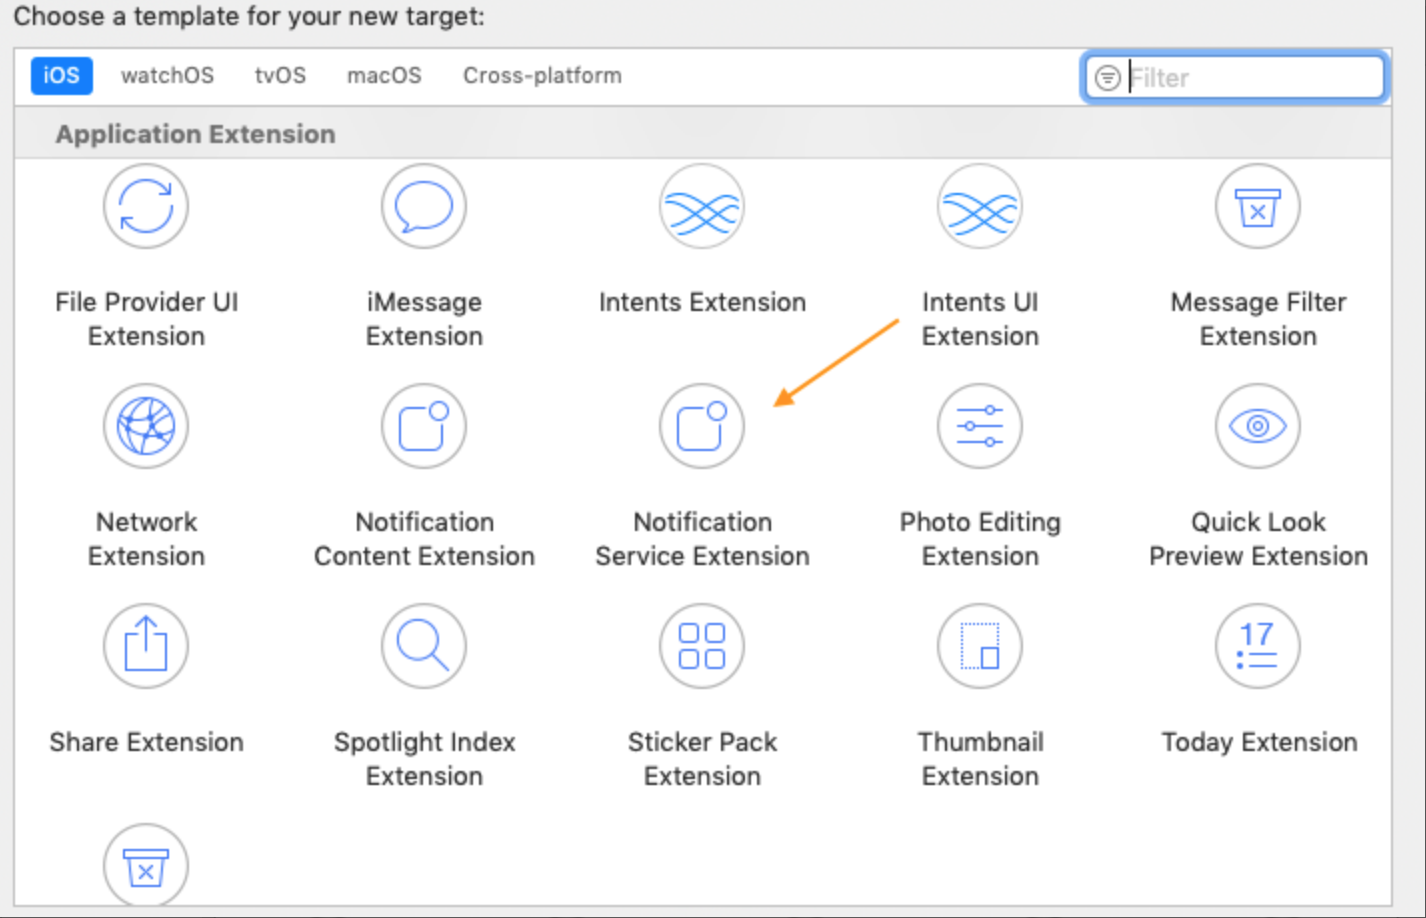 Choose a template for your new target:
iOS watchOS tvOS macOS Cross-platform Filter
Application Extension
File Provider UI Extension
iMessage Extension
Intents Extension
Intents UI Extension
Message Filter Extension
Network Extension
Notification Content Extension
Notification Service Extension
Photo Editing Extension
Quick Look Preview Extension
17
Share Extension
Spotlight Index Extension
Sticker Pack Extension
Thumbnail Extension
Today Extension